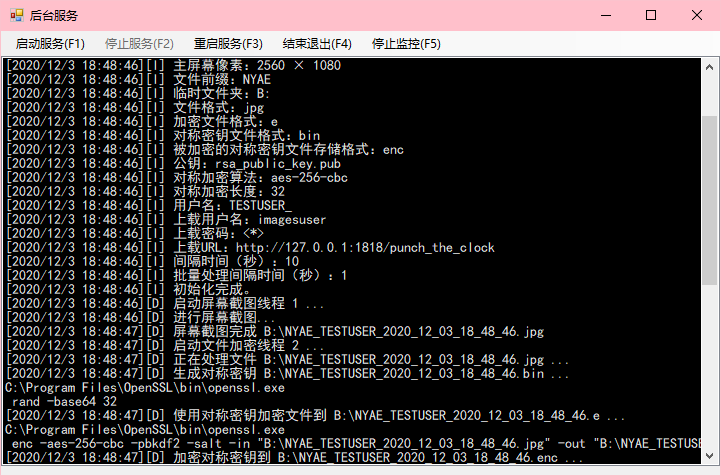 后台服务
启动服务(F1) 停止服务(F2) 重启服务(F3) 结束退出(F4) 停止监控(F5)
[2020/12/3 18:48:46][I] 主屏幕像素：2560 × 1080
[2020/12/3 18:48:46][I] 文件前缀：NYAE
[2020/12/3 18:48:46][I] 临时文件夹：B:
[2020/12/3 18:48:46][I] 文件格式：jpg
[2020/12/3 18:48:46][I] 加密文件格式：e
[2020/12/3 18:48:46][I] 对称密钥文件格式：bin
[2020/12/3 18:48:46][I] 被加密的对称密钥文件存储格式：enc
[2020/12/3 18:48:46][I] 公钥：rsa_public_key.pub
[2020/12/3 18:48:46][I] 对称加密算法：aes-256-cbc
[2020/12/3 18:48:46][I] 对称加密长度：32
[2020/12/3 18:48:46][I] 用户名：TESTUSER_
[2020/12/3 18:48:46][I] 上载用户名：imagesuser
[2020/12/3 18:48:46][I] 上载密码：<*>
[2020/12/3 18:48:46][I] 上载URL：http://127.0.0.1:1818/punch_the_clock
[2020/12/3 18:48:46][I] 间隔时间（秒）：10
[2020/12/3 18:48:46][I] 批量处理间隔时间（秒）：1
[2020/12/3 18:48:46][I] 初始化完成。
[2020/12/3 18:48:46][D] 启动屏幕截图线程 1 ...
[2020/12/3 18:48:46][D] 进行屏幕截图...
[2020/12/3 18:48:47][D] 屏幕截图完成 B:\NYAE_TESTUSER_2020_12_03_18_48_46.jpg
[2020/12/3 18:48:47][D] 启动文件加密线程 2 ...
[2020/12/3 18:48:47][D] 正在处理文件 B:\NYAE_TESTUSER_2020_12_03_18_48_46.jpg ...
[2020/12/3 18:48:47][D] 生成对称密钥 B:\NYAE_TESTUSER_2020_12_03_18_48_46.bin ...
C:\Program Files\OpenSSL\bin\openssl.exe
rand -base64 32
[2020/12/3 18:48:47][D] 使用对称密钥加密文件到 B:\NYAE_TESTUSER_2020_12_03_18_48_46.e ...
C:\Program Files\OpenSSL\bin\openssl.exe
enc -aes-256-cbc -pbkdf2 -salt -in "B:\NYAE_TESTUSER_2020_12_03_18_48_46.jpg" -out "B:\NYAE_TESTUSE
[2020/12/3 18:48:47][D] 加密对称密钥到 B:\NYAE_TESTUSER_2020_12_03_18_48_46.enc ...